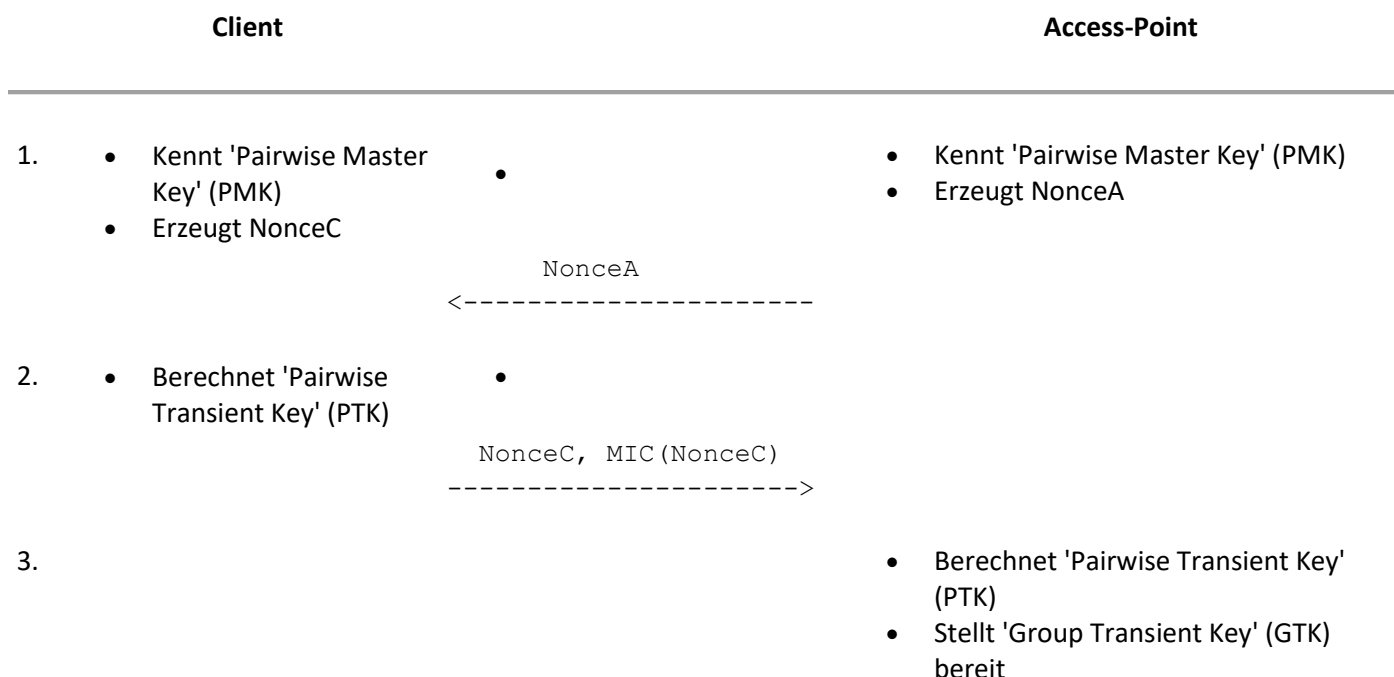 Client Access-Point
1. • Kennt 'Pairwise Master • • Kennt 'Pairwise Master Key' (PMK)
Key' (PMK) • Erzeugt NonceA
• Erzeugt NonceC
NonceA
<----------------------
2. • Berechnet 'Pairwise •
Transient Key' (PTK)
NonceC, MIC(NonceC)
---------------------->
3. • Berechnet 'Pairwise Transient Key'
(PTK)
• Stellt 'Group Transient Key' (GTK)
bereit